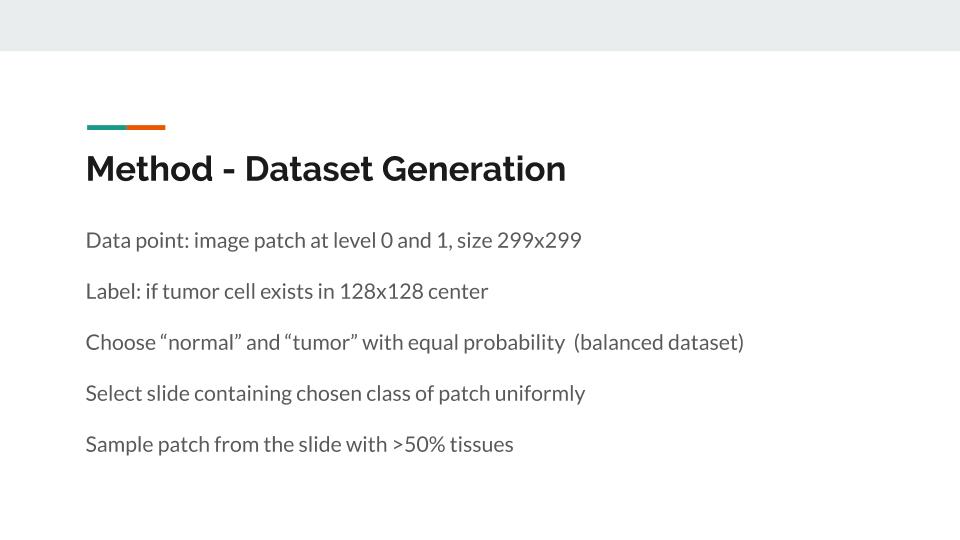 Method - Dataset Generation
Data point: image patch at level 0 and 1, size 299x299
Label: if tumor cell exists in 128x128 center
Choose “normal” and “tumor” with equal probability  (balanced dataset)
Select slide containing chosen class of patch uniformly
Sample patch from the slide with >50% tissues